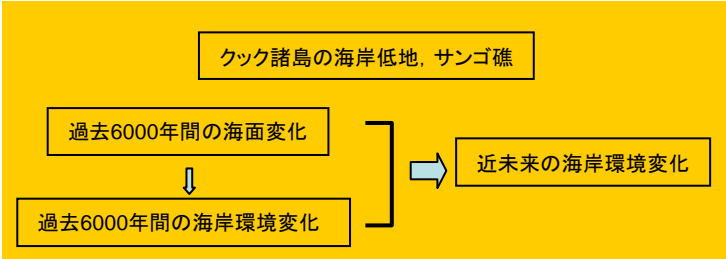 クック諸島の海岸低地，サンゴ礁
過去6000年間の海面変化
過去6000年間の海岸環境変化
近未来の海岸環境変化